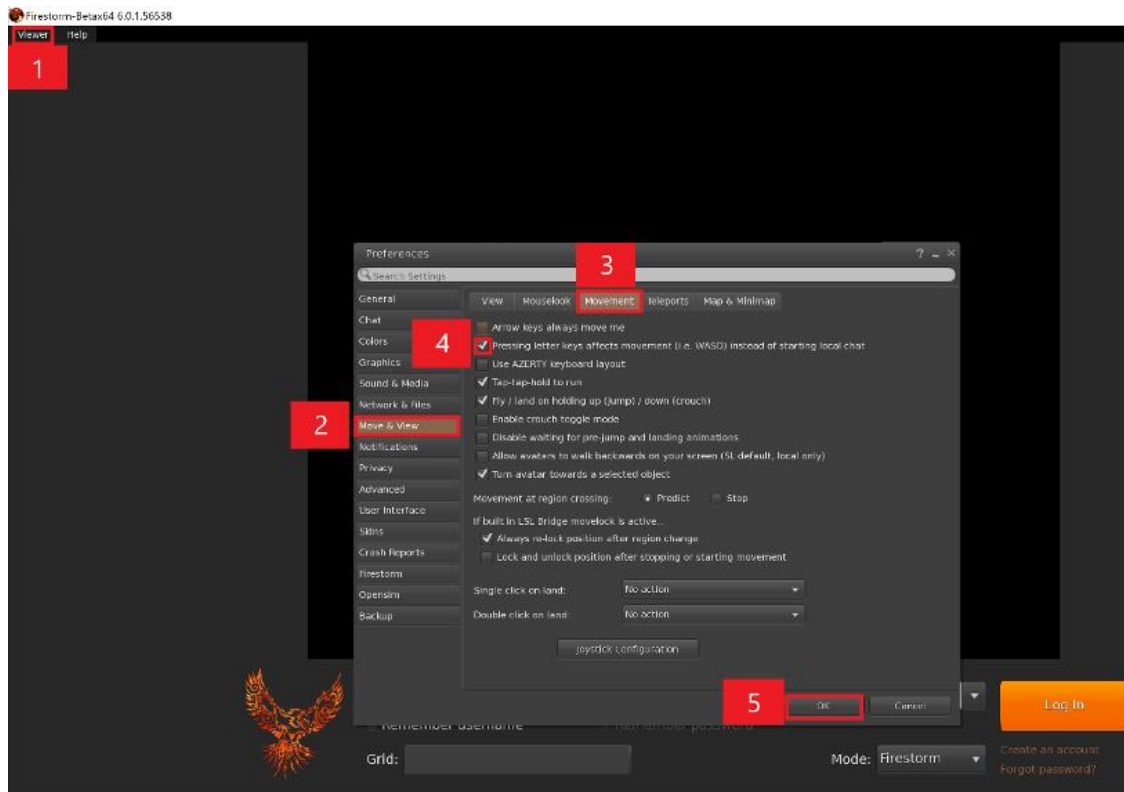 Firestorm-Betax64 6.0.1.56538
Viewer Help
1
Preferences ? _ ×
3
Search Settings
General
Chat
Colors
Graphics
Sound & Media
Network & Files
Move & View
Notifications
Privacy
Advanced
User Interface
Skins
Crash Reports
Firestorm
Opensim
Backup
2
View Mouselook Movement Teleports Map & Minimap
Arrow keys always move me
4
Pressing letter keys affects movement (i.e. WASD) instead of starting local chat
Use AZERTY keyboard layout
Tap-tap-hold to run
Fly / land on holding up (jump) / down (crouch)
Enable crouch toggle mode
Disable waiting for pre-jump and landing animations
Allow avatars to walk backwards on your screen (SL default, local only)
Turn avatar towards a selected object
Movement at region crossing: Predict Stop
If built in LSL Bridge movelock is active...
Always re-lock position after region change
Lock and unlock position after stopping or starting movement
Single click on land: No action
Double click on land: No action
Joystick Configuration
5
OK Cancel
Log In
Remember username Remember password
Grid: Mode: Firestorm
Create an account
Forgot password?